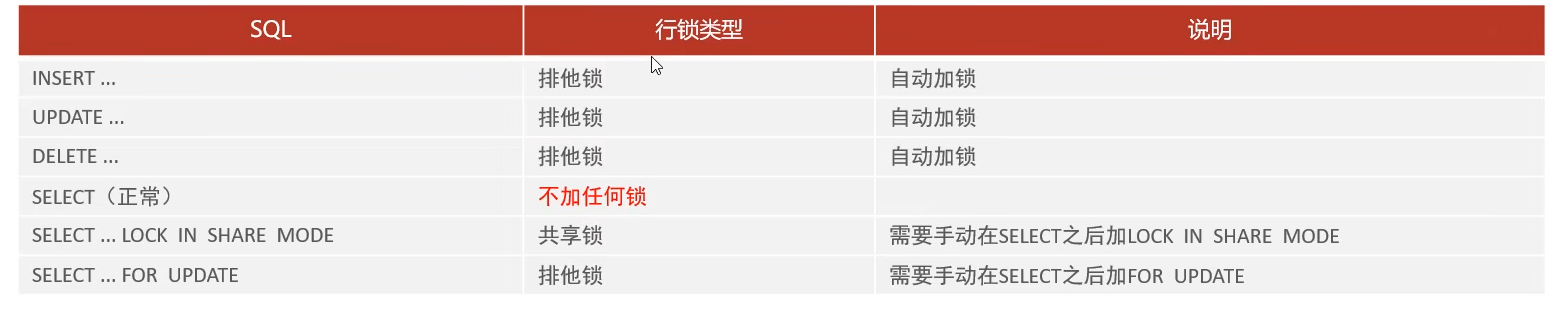 SQL 行锁类型 说明
INSERT ... 排他锁 自动加锁
UPDATE ... 排他锁 自动加锁
DELETE ... 排他锁 自动加锁
SELECT（正常） 不加任何锁
SELECT ... LOCK IN SHARE MODE 共享锁 需要手动在SELECT之后加LOCK IN SHARE MODE
SELECT ... FOR UPDATE 排他锁 需要手动在SELECT之后加FOR UPDATE